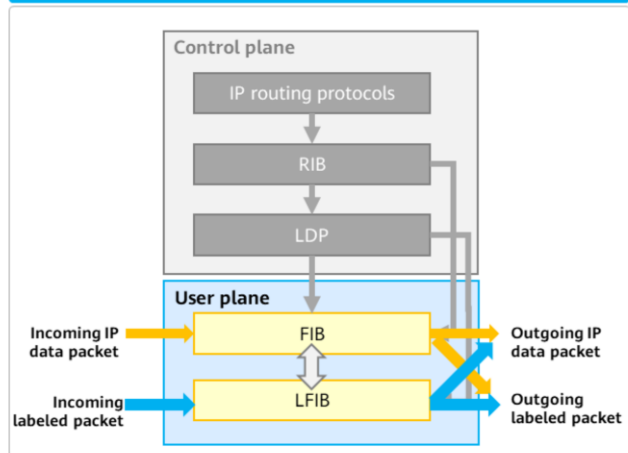 Control plane
IP routing protocols
RIB
LDP
User plane
Incoming IP
data packet
FIB
Outgoing IP
data packet
Incoming
labeled packet
LFIB
Outgoing
labeled packet